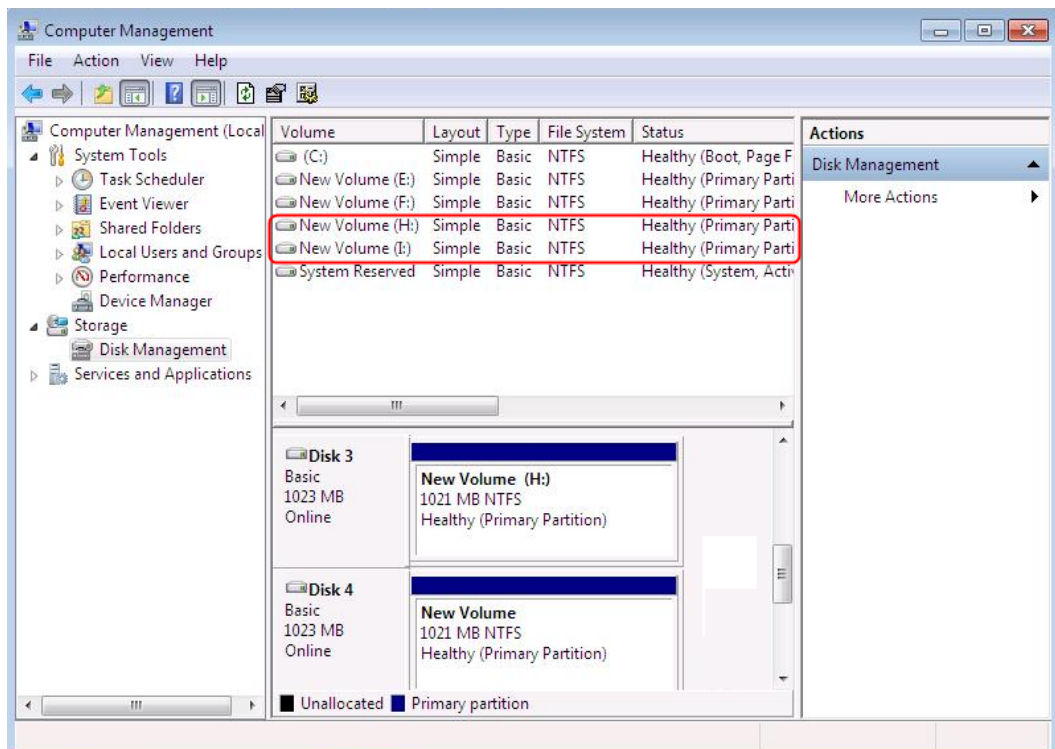 Computer Management
File Action View Help
Computer Management (Local
System Tools
Task Scheduler
Event Viewer
Shared Folders
Local Users and Groups
Performance
Device Manager
Storage
Disk Management
Services and Applications
Volume Layout Type File System Status
(C:) Simple Basic NTFS Healthy (Boot, Page F
New Volume (E:) Simple Basic NTFS Healthy (Primary Parti
New Volume (F:) Simple Basic NTFS Healthy (Primary Parti
New Volume (H:) Simple Basic NTFS Healthy (Primary Parti
New Volume (I:) Simple Basic NTFS Healthy (Primary Parti
System Reserved Simple Basic NTFS Healthy (System, Activ
Disk 3
Basic
1023 MB
Online
New Volume (H:)
1021 MB NTFS
Healthy (Primary Partition)
Disk 4
Basic
1023 MB
Online
New Volume
1021 MB NTFS
Healthy (Primary Partition)
Unallocated Primary partition
Actions
Disk Management
More Actions